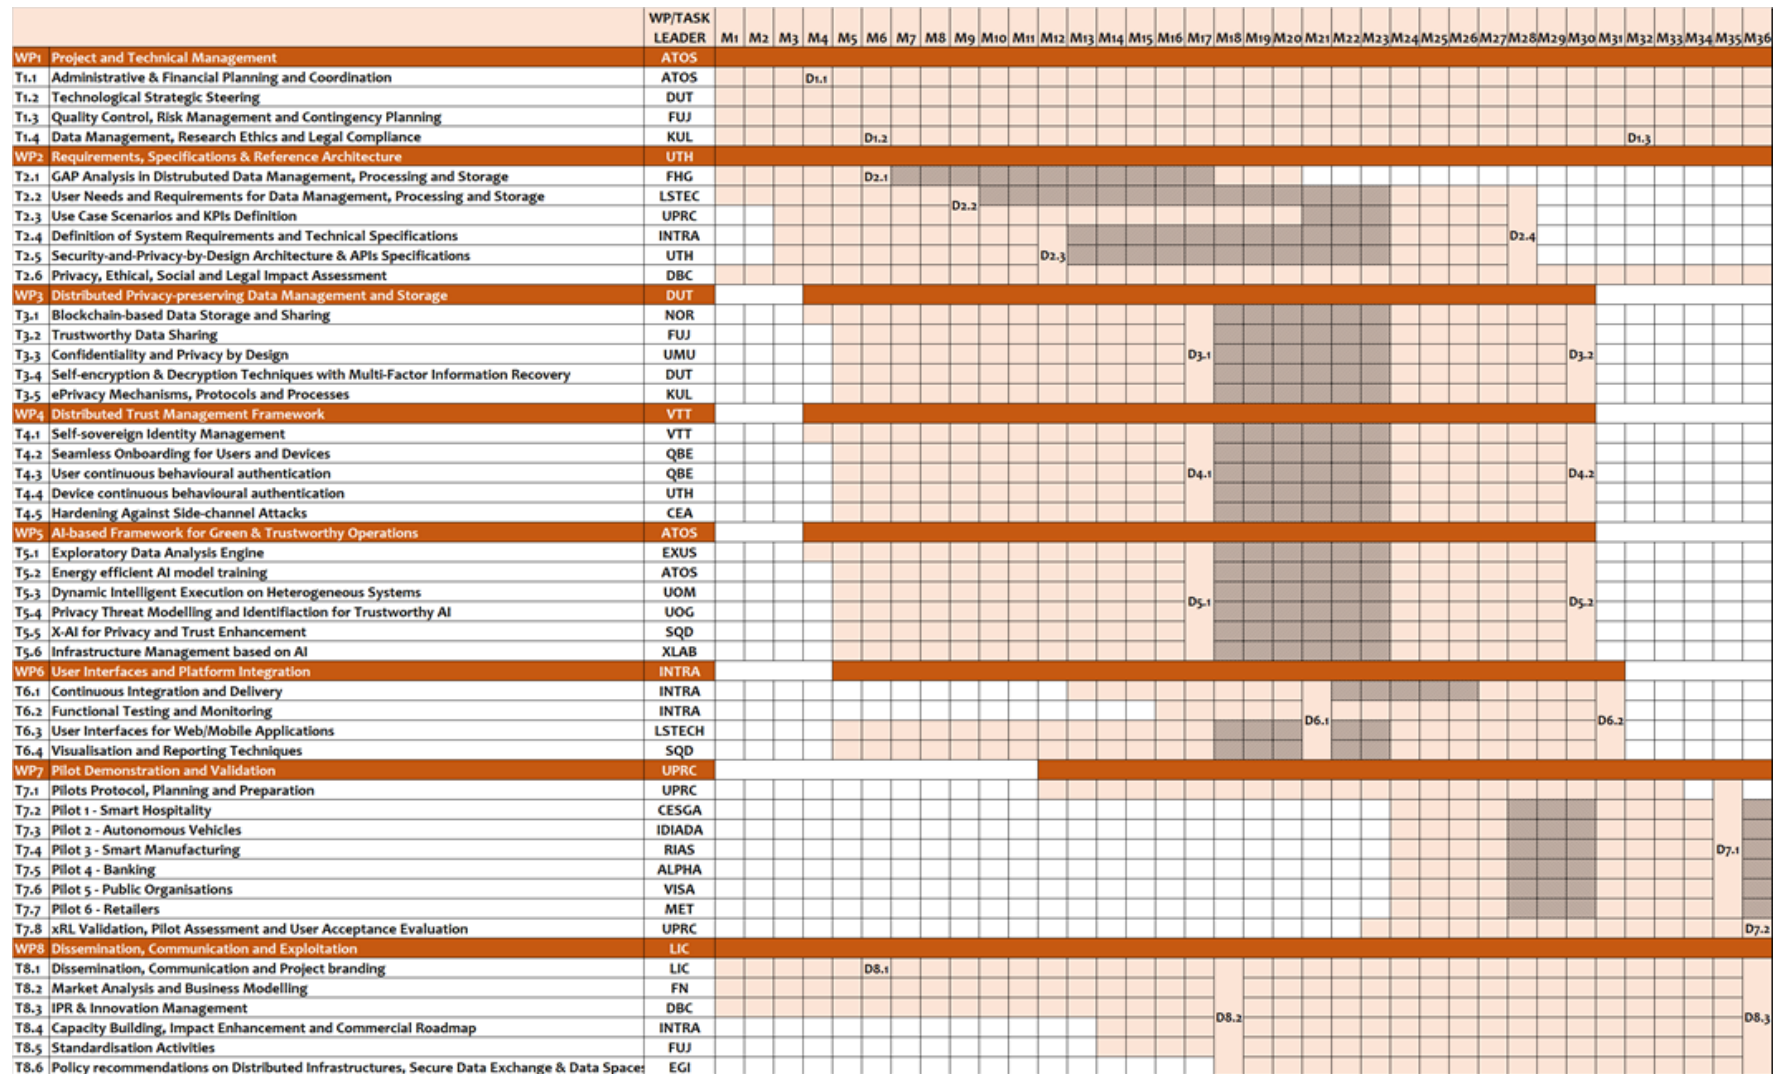 WP/TASK
LEADER M1 M2 M3 M4 M5 M6 M7 M8 M9 M10 M11 M12 M13 M14 M15 M16 M17 M18 M19 M20 M21 M22 M23 M24 M25 M26 M27 M28 M29 M30 M31 M32 M33 M34 M35 M36
WP1 Project and Technical Management ATOS
T1.1 Administrative & Financial Planning and Coordination ATOS D1.1
T1.2 Technological Strategic Steering DUT
T1.3 Quality Control, Risk Management and Contingency Planning FUJ
T1.4 Data Management, Research Ethics and Legal Compliance KUL D1.2 D1.3
WP2 Requirements, Specifications & Reference Architecture UTH
T2.1 GAP Analysis in Distrubuted Data Management, Processing and Storage FHG D2.1
T2.2 User Needs and Requirements for Data Management, Processing and Storage LSTEC
D2.2
T2.3 Use Case Scenarios and KPIs Definition UPRC
T2.4 Definition of System Requirements and Technical Specifications INTRA D2.4
T2.5 Security-and-Privacy-by-Design Architecture & APIs Specifications UTH D2.3
T2.6 Privacy, Ethical, Social and Legal Impact Assessment DBC
WP3 Distributed Privacy-preserving Data Management and Storage DUT
T3.1 Blockchain-based Data Storage and Sharing NOR
T3.2 Trustworthy Data Sharing FUJ
T3.3 Confidentiality and Privacy by Design UMU D3.1 D3.2
T3.4 Self-encryption & Decryption Techniques with Multi-Factor Information Recovery DUT
T3.5 ePrivacy Mechanisms, Protocols and Processes KUL
WP4 Distributed Trust Management Framework VTT
T4.1 Self-sovereign Identity Management VTT
T4.2 Seamless Onboarding for Users and Devices QBE
T4.3 User continuous behavioural authentication QBE D4.1 D4.2
T4.4 Device continuous behavioural authentication UTH
T4.5 Hardening Against Side-channel Attacks CEA
WP5 AI-based Framework for Green & Trustworthy Operations ATOS
T5.1 Exploratory Data Analysis Engine EXUS
T5.2 Energy efficient AI model training ATOS
T5.3 Dynamic Intelligent Execution on Heterogeneous Systems UOM
D5.1 D5.2
T5.4 Privacy Threat Modelling and Identifiaction for Trustworthy AI UOG
T5.5 X-AI for Privacy and Trust Enhancement SQD
T5.6 Infrastructure Management based on AI XLAB
WP6 User Interfaces and Platform Integration INTRA
T6.1 Continuous Integration and Delivery INTRA
T6.2 Functional Testing and Monitoring INTRA
D6.1 D6.2
T6.3 User Interfaces for Web/Mobile Applications LSTECH
T6.4 Visualisation and Reporting Techniques SQD
WP7 Pilot Demonstration and Validation UPRC
T7.1 Pilots Protocol, Planning and Preparation UPRC
T7.2 Pilot 1 - Smart Hospitality CESGA
T7.3 Pilot 2 - Autonomous Vehicles IDIADA
T7.4 Pilot 3 - Smart Manufacturing RIAS D7.1
T7.5 Pilot 4 - Banking ALPHA
T7.6 Pilot 5 - Public Organisations VISA
T7.7 Pilot 6 - Retailers MET
T7.8 xRL Validation, Pilot Assessment and User Acceptance Evaluation UPRC D7.2
WP8 Dissemination, Communication and Exploitation LIC
T8.1 Dissemination, Communication and Project branding LIC D8.1
T8.2 Market Analysis and Business Modelling FN
T8.3 IPR & Innovation Management DBC
D8.2 D8.3
T8.4 Capacity Building, Impact Enhancement and Commercial Roadmap INTRA
T8.5 Standardisation Activities FUJ
T8.6 Policy recommendations on Distributed Infrastructures, Secure Data Exchange & Data Spaces EGI